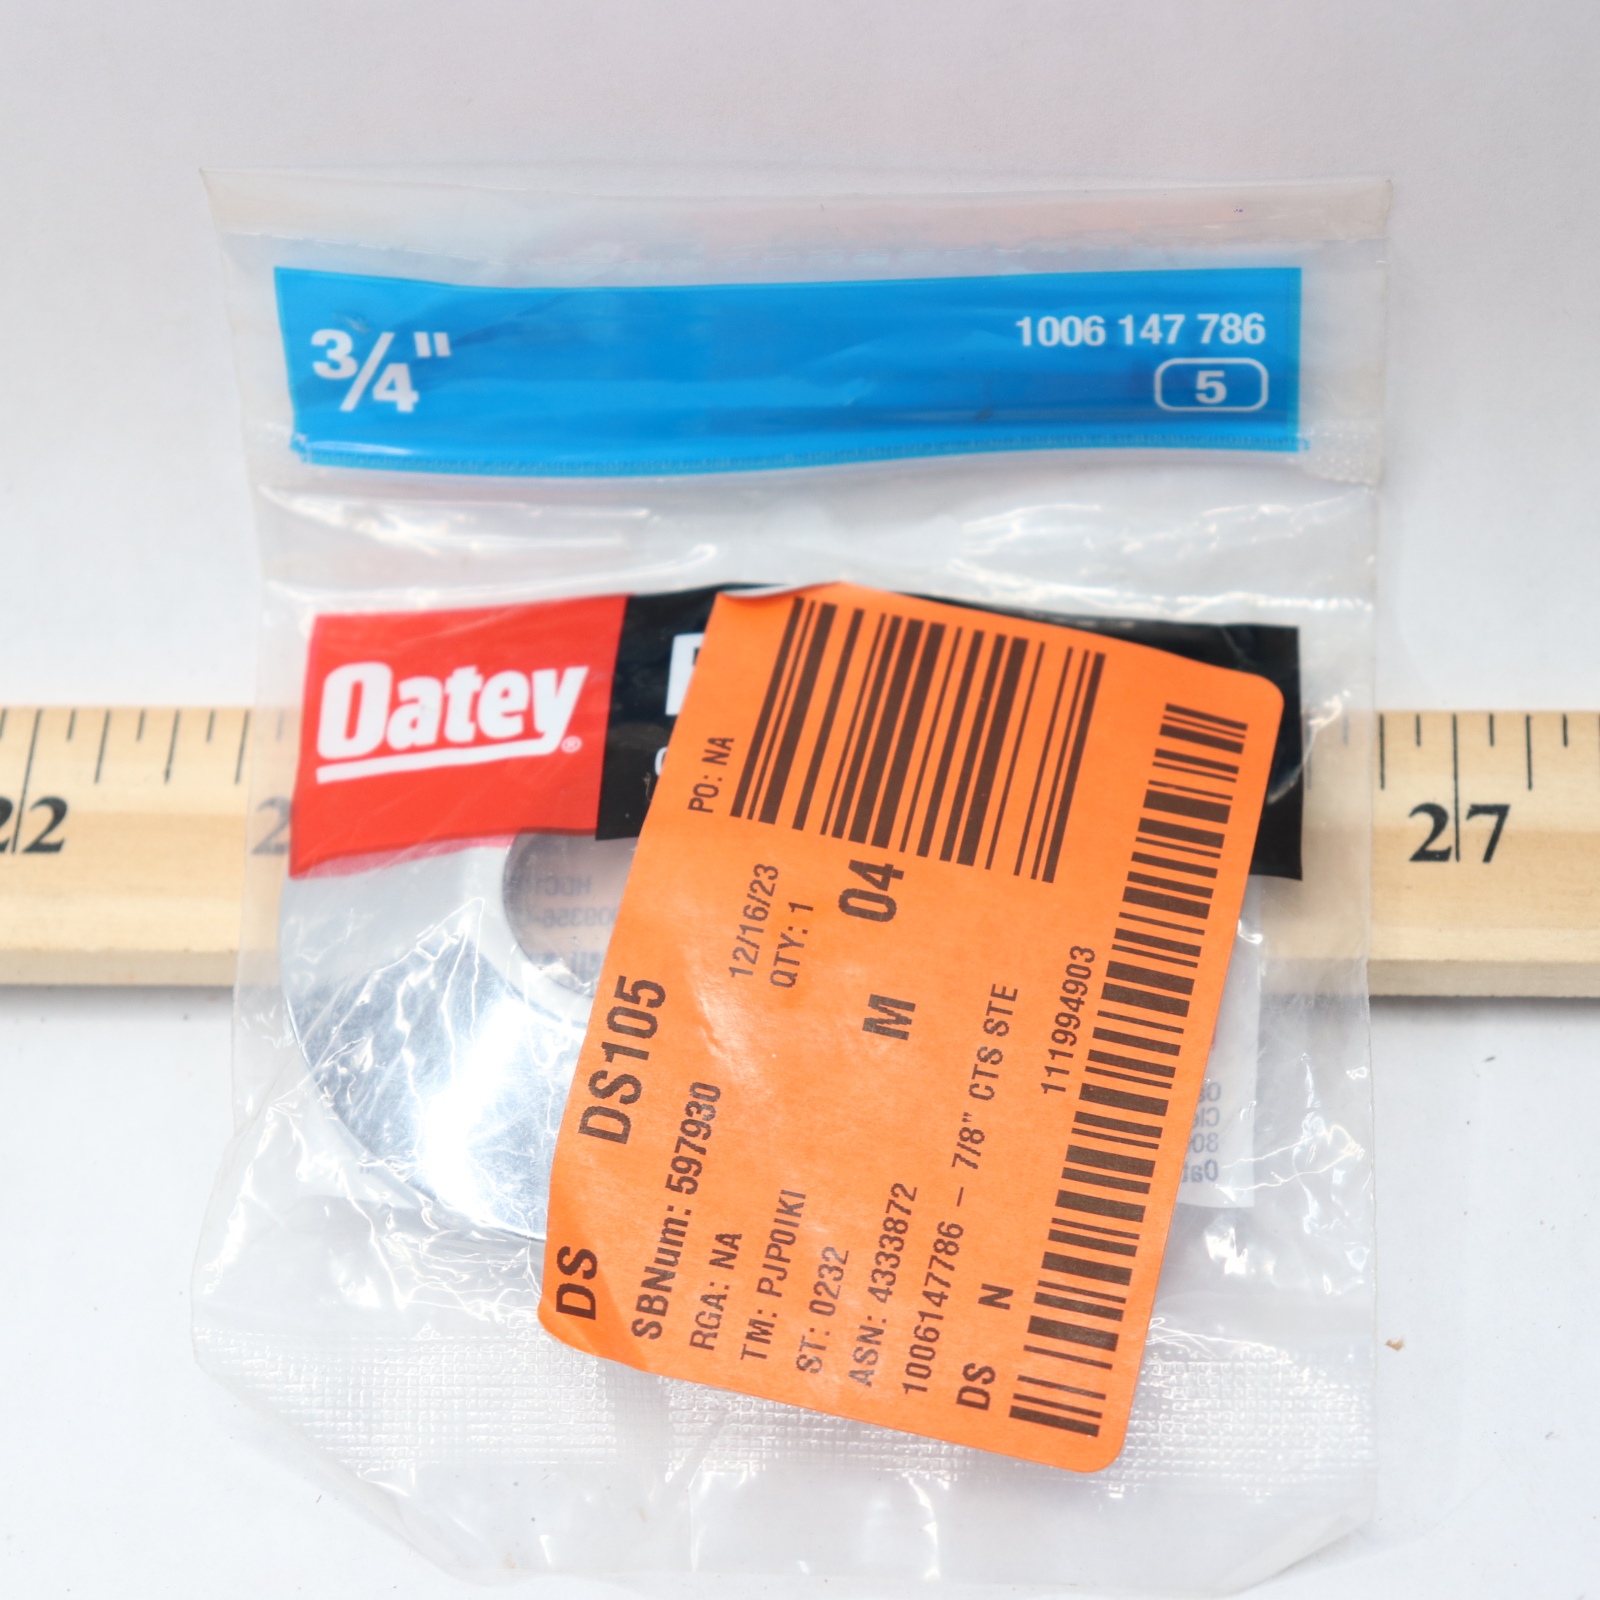 3/4"
1006 147 786
5
Oatey®
PO: NA
12/16/23
QTY: 1
04
M
DS DS105
SBNum: 597930
RGA: NA
TM: PJP0IKI
ST: 0232
ASN: 4333872
1006147786 – 7/8" CTS STE
DS N
111994903
22
27